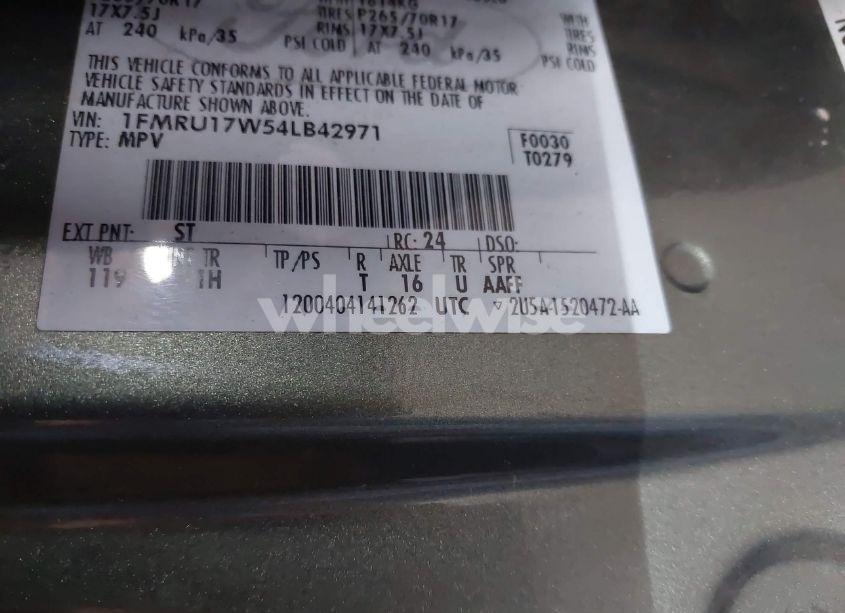 17X7.5J
TIRES P265/70R17
RIMS 17X7.5J
AT 240 kPa/35 PSI COLD AT 240 kPa/35 PSI COLD
WITH
TIRES
RIMS
THIS VEHICLE CONFORMS TO ALL APPLICABLE FEDERAL MOTOR
VEHICLE SAFETY STANDARDS IN EFFECT ON THE DATE OF
MANUFACTURE SHOWN ABOVE.
VIN: 1FMRU17W54LB42971
TYPE: MPV
F0030
T0279
EXT PNT: ST RC: 24 DSO:
WB TR TP/PS R AXLE TR SPR
119 1H T 16 U AAFF
1200404141262 UTC ▽2U5A-1520472-AA
wheelwise